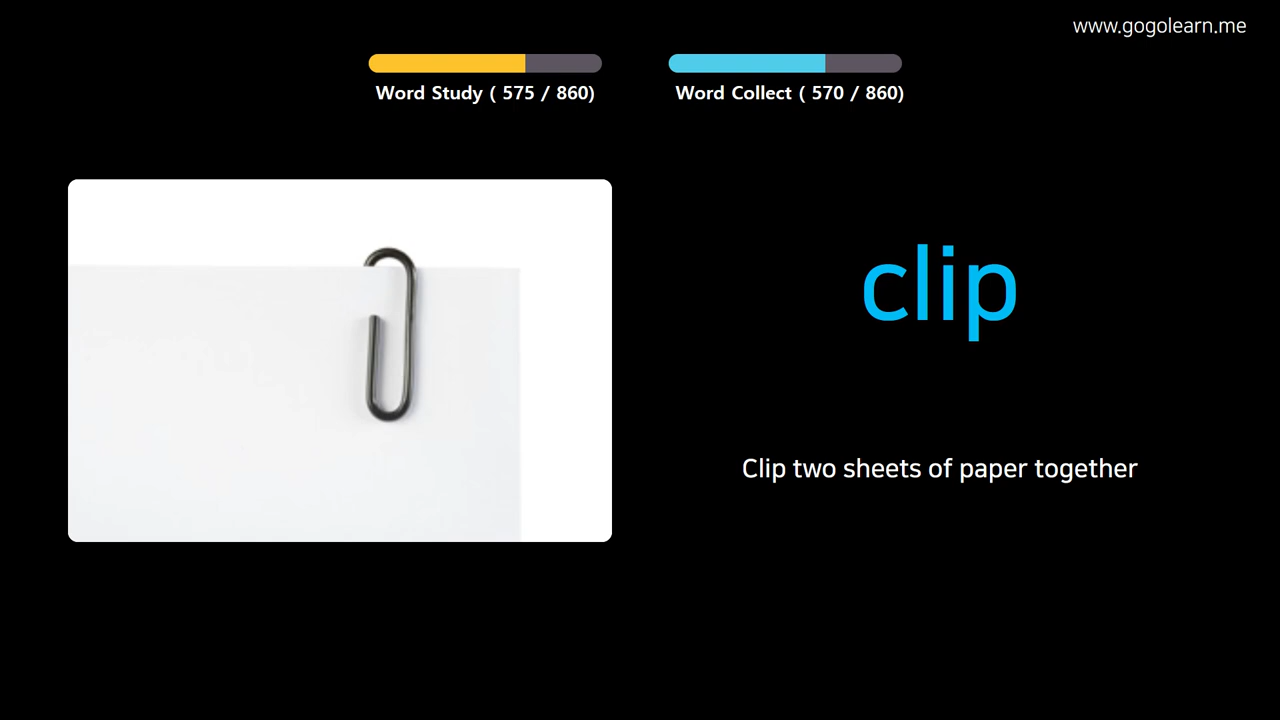 www.gogolearn.me
Word Study ( 575 / 860)
Word Collect ( 570 / 860)
clip
Clip two sheets of paper together